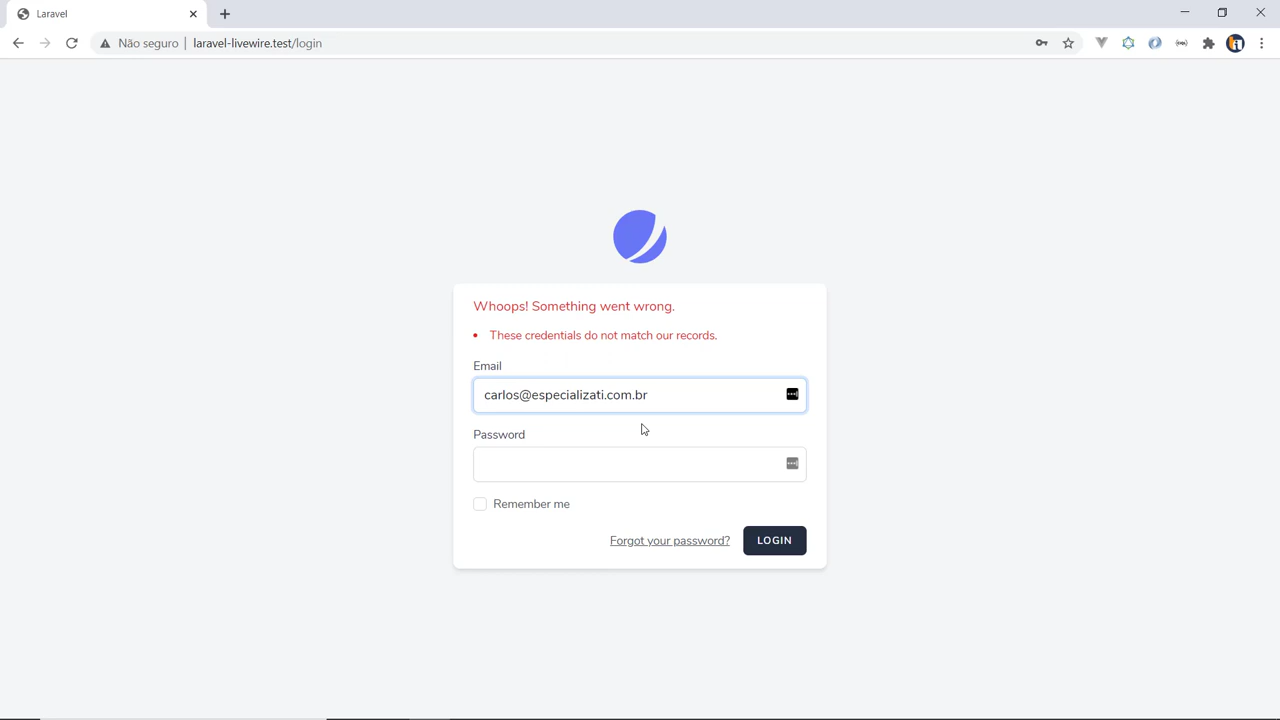 Laravel
Não seguro | laravel-livewire.test/login
Whoops! Something went wrong.
• These credentials do not match our records.
Email
carlos@especializati.com.br
Password
Remember me
Forgot your password? LOGIN